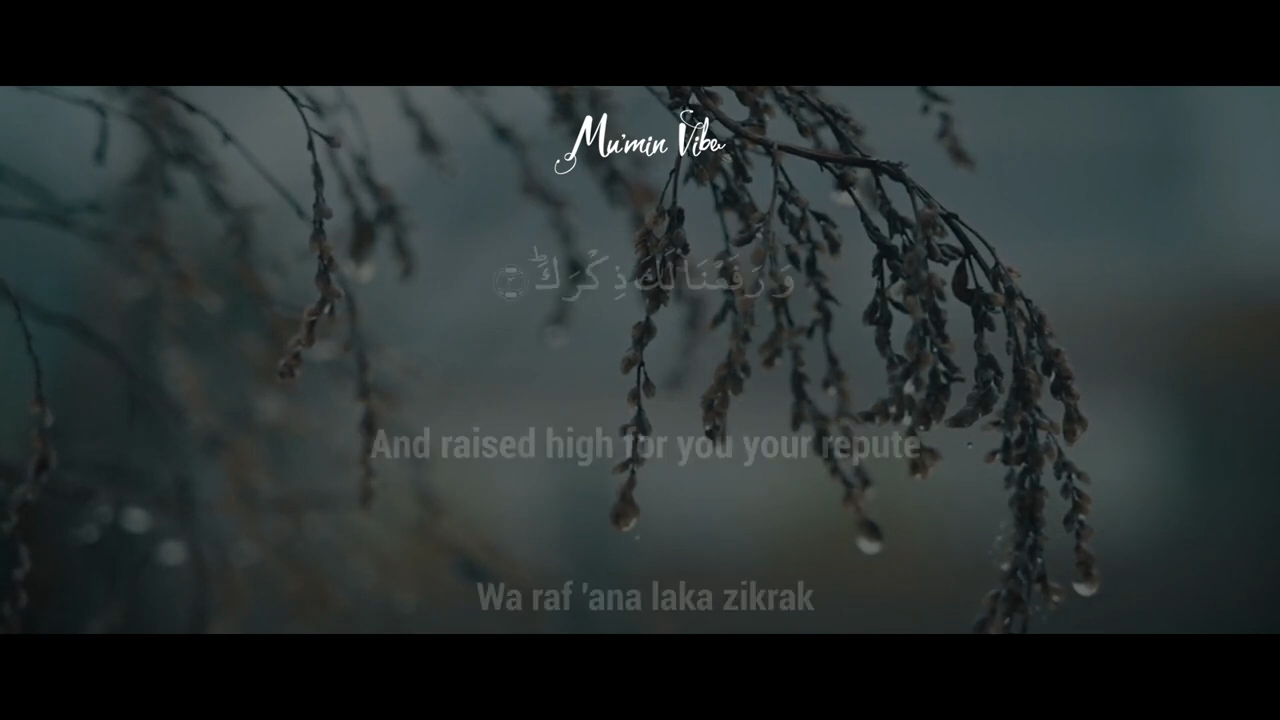 Mu'min Vibe
وَرَفَعْنَا لَكَ ذِكْرَكَ ؕ ۝
And raised high for you your repute
Wa raf 'ana laka zikrak